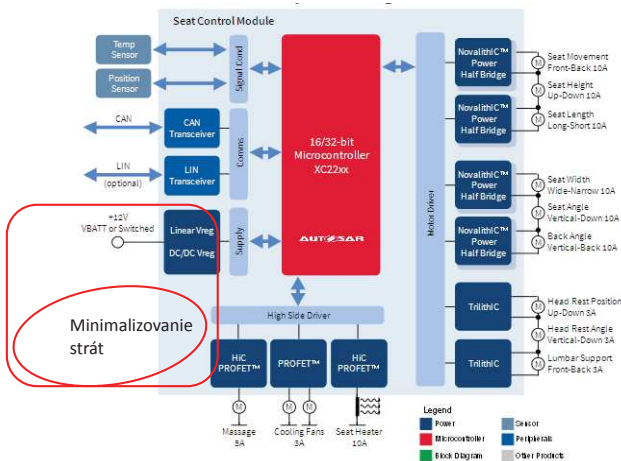 Seat Control Module
Temp
Sensor
Position
Sensor
Signal Cond
CAN
CAN
Transceiver
LIN
(optional)
LIN
Transceiver
Comms
16/32-bit
Microcontroller
XC22xx
AUTOSAR
+12V
VBATT or Switched
Linear Vreg
DC/DC Vreg
Supply
Minimalizovanie
strát
High Side Driver
HiC
PROFET™
PROFET™
HiC
PROFET™
M
M
M
Massage
5A
Cooling Fans
3A
Seat Heater
10A
Motor Driver
NovalithIC™
Power
Half Bridge
NovalithIC™
Power
Half Bridge
NovalithIC™
Power
Half Bridge
NovalithIC™
Power
Half Bridge
TrilithIC
TrilithIC
M
Seat Movement
Front-Back 10A
M
Seat Height
Up-Down 10A
M
Seat Length
Long-Short 10A
M
Seat Width
Wide-Narrow 10A
M
Seat Angle
Vertical-Down 10A
M
Back Angle
Vertical-Back 10A
M
Head Rest Position
Up-Down 3A
M
Head Rest Angle
Vertical-Down 3A
M
Lumbar Support
Front-Back 3A
Legend
Power
Sensor
Microcontroller
Peripherals
Block Diagram
Other Products